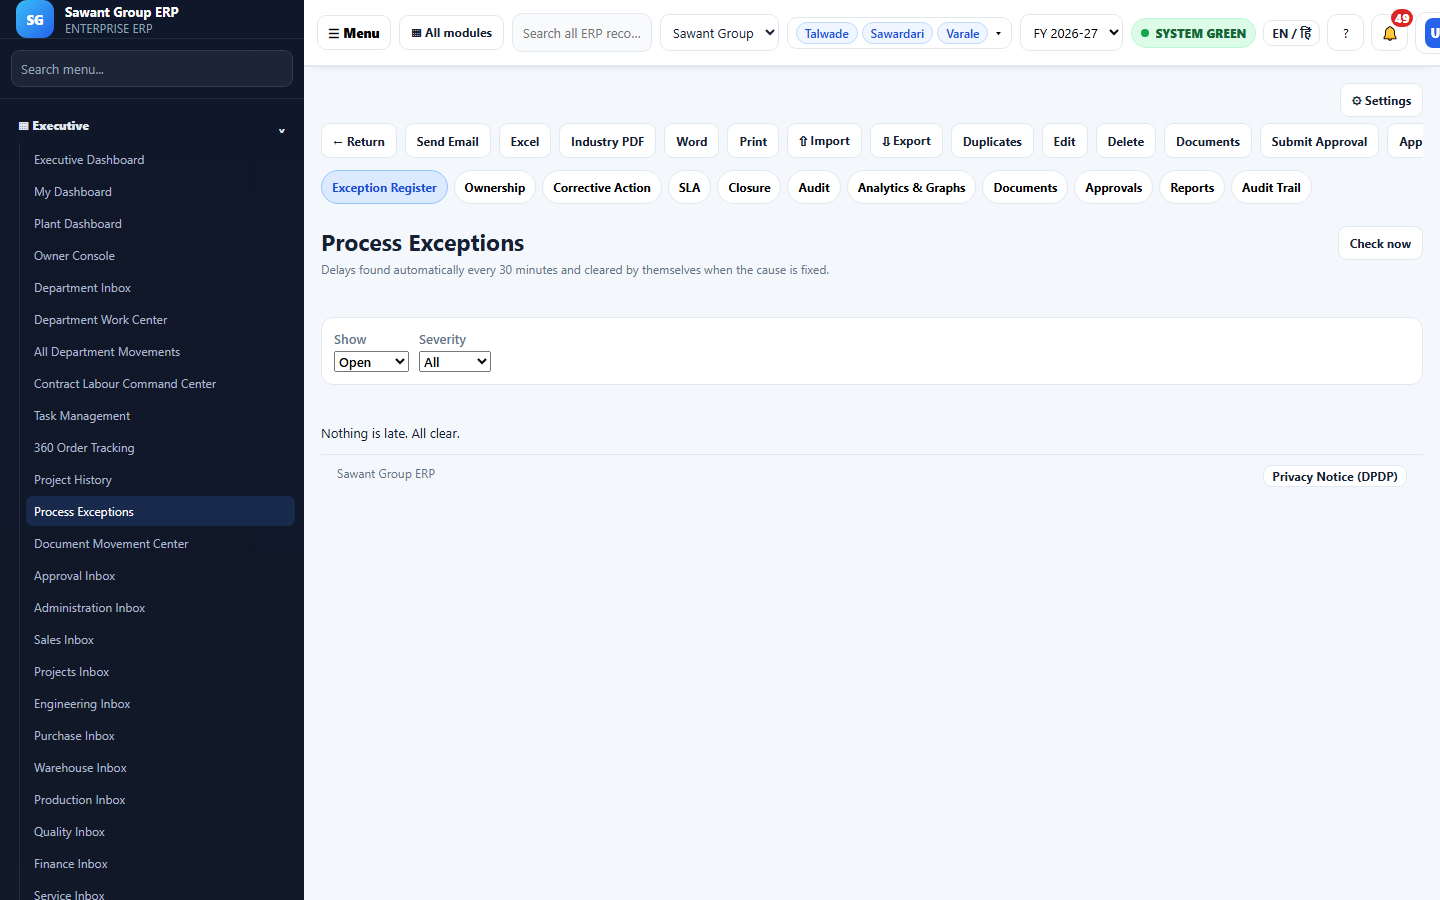 SG
Sawant Group ERP
ENTERPRISE ERP
Search menu...
Executive
Executive Dashboard
My Dashboard
Plant Dashboard
Owner Console
Department Inbox
Department Work Center
All Department Movements
Contract Labour Command Center
Task Management
360 Order Tracking
Project History
Process Exceptions
Document Movement Center
Approval Inbox
Administration Inbox
Sales Inbox
Projects Inbox
Engineering Inbox
Purchase Inbox
Warehouse Inbox
Production Inbox
Quality Inbox
Finance Inbox
Service Inbox
☰ Menu
All modules
Search all ERP reco...
Sawant Group
Talwade Sawardari Varale
FY 2026-27
SYSTEM GREEN
EN / हिं
?
49
U
⚙ Settings
← Return Send Email Excel Industry PDF Word Print ⇧ Import ⇩ Export Duplicates Edit Delete Documents Submit Approval App
Exception Register Ownership Corrective Action SLA Closure Audit Analytics & Graphs Documents Approvals Reports Audit Trail
Process Exceptions
Check now
Delays found automatically every 30 minutes and cleared by themselves when the cause is fixed.
Show Severity
Open All
Nothing is late. All clear.
Sawant Group ERP
Privacy Notice (DPDP)